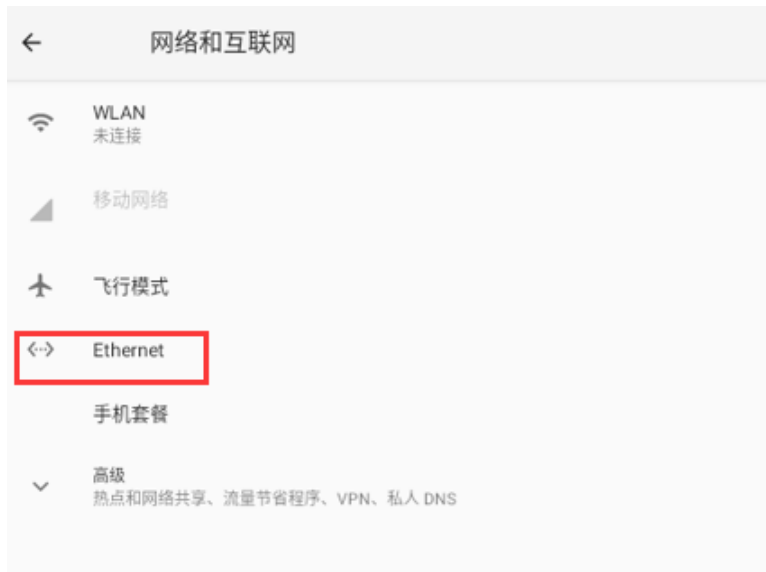 网络和互联网
WLAN
未连接
移动网络
飞行模式
Ethernet
手机套餐
高级
热点和网络共享、流量节省程序、VPN、私人 DNS